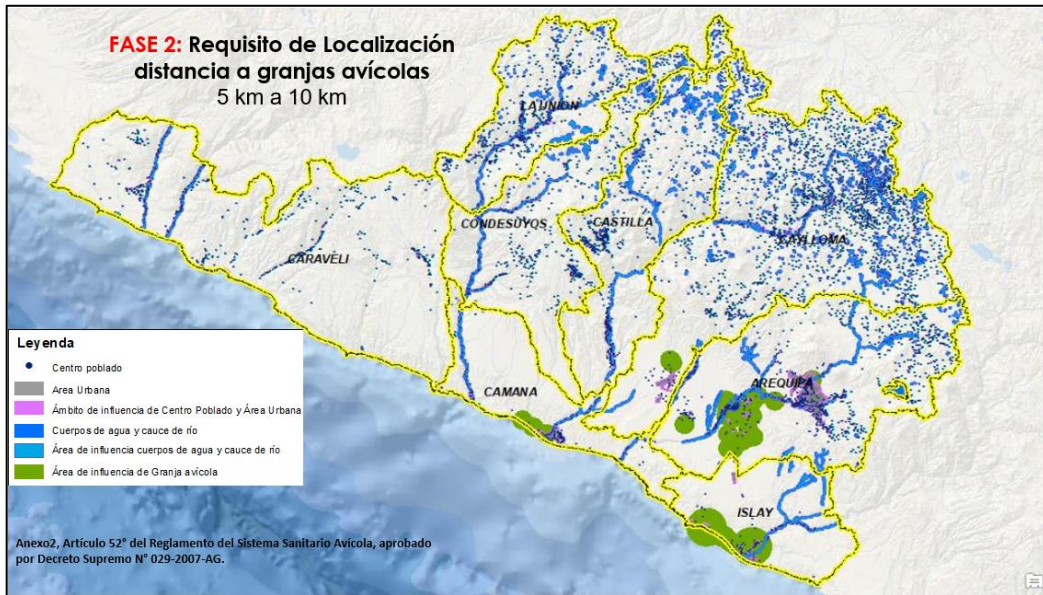 FASE 2: Requisito de Localización
distancia a granjas avícolas
5 km a 10 km
LA UNION
CONDESUYOS
CASTILLA
CAYLLOMA
CARAVELI
CAMANA
AREQUIPA
ISLAY
Leyenda
Centro poblado
Area Urbana
Ámbito de influencia de Centro Poblado y Área Urbana
Cuerpos de agua y cauce de río
Área de influencia cuerpos de agua y cauce de río
Área de influencia de Granja avícola
Anexo2, Artículo 52° del Reglamento del Sistema Sanitario Avícola, aprobado
por Decreto Supremo N° 029-2007-AG.